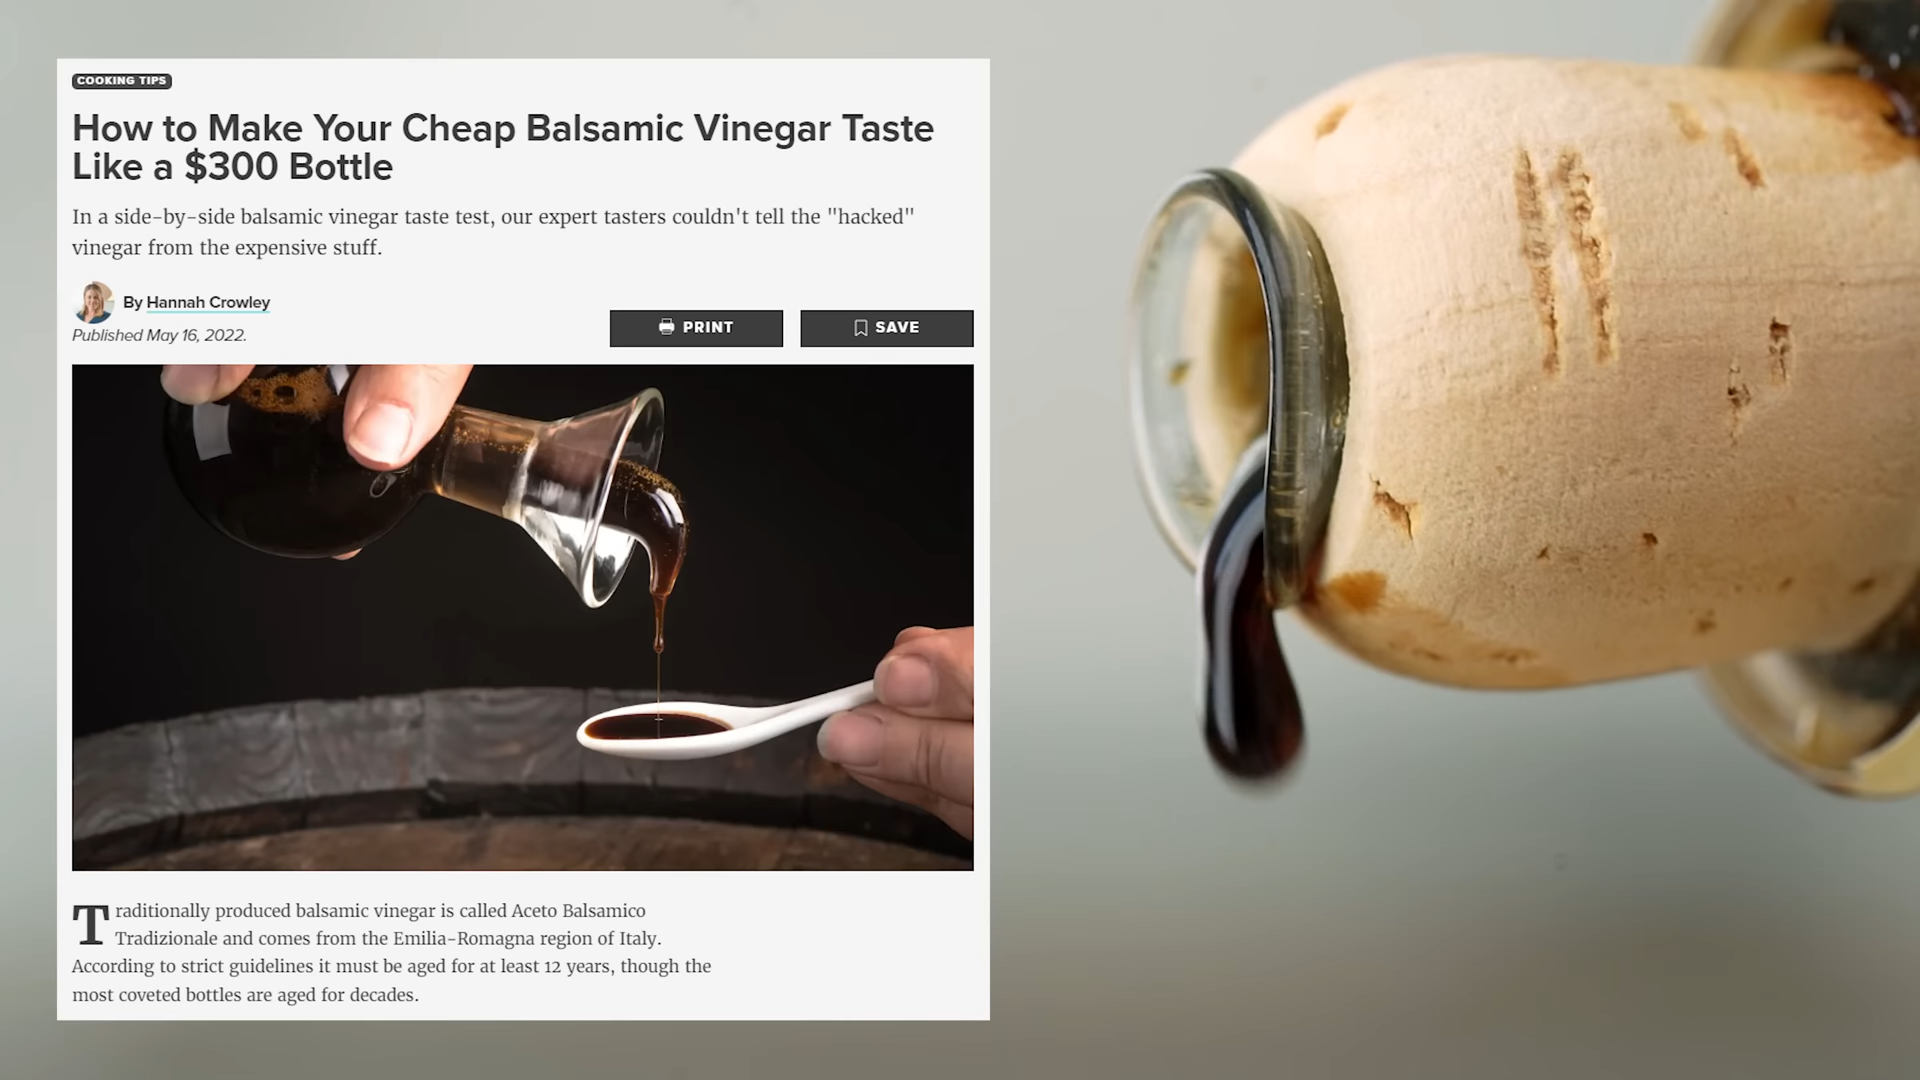 COOKING TIPS
How to Make Your Cheap Balsamic Vinegar Taste
Like a $300 Bottle
In a side-by-side balsamic vinegar taste test, our expert tasters couldn't tell the "hacked"
vinegar from the expensive stuff.
By Hannah Crowley
Published May 16, 2022.
PRINT
SAVE
Traditionally produced balsamic vinegar is called Aceto Balsamico
Tradizionale and comes from the Emilia-Romagna region of Italy.
According to strict guidelines it must be aged for at least 12 years, though the
most coveted bottles are aged for decades.